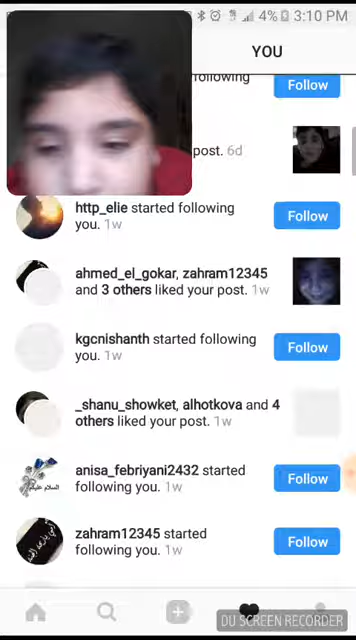 4% 3:10 PM
YOU
following
Follow
post. 6d
http_elie started following
you. 1w
Follow
ahmed_el_gokar, zahram12345
and 3 others liked your post. 1w
kgcnishanth started following
you. 1w
Follow
_shanu_showket, alhotkova and 4
others liked your post. 1w
anisa_febriyani2432 started
following you. 1w
Follow
السلام عليكم
zahram12345 started
following you. 1w
Follow
DU SCREEN RECORDER